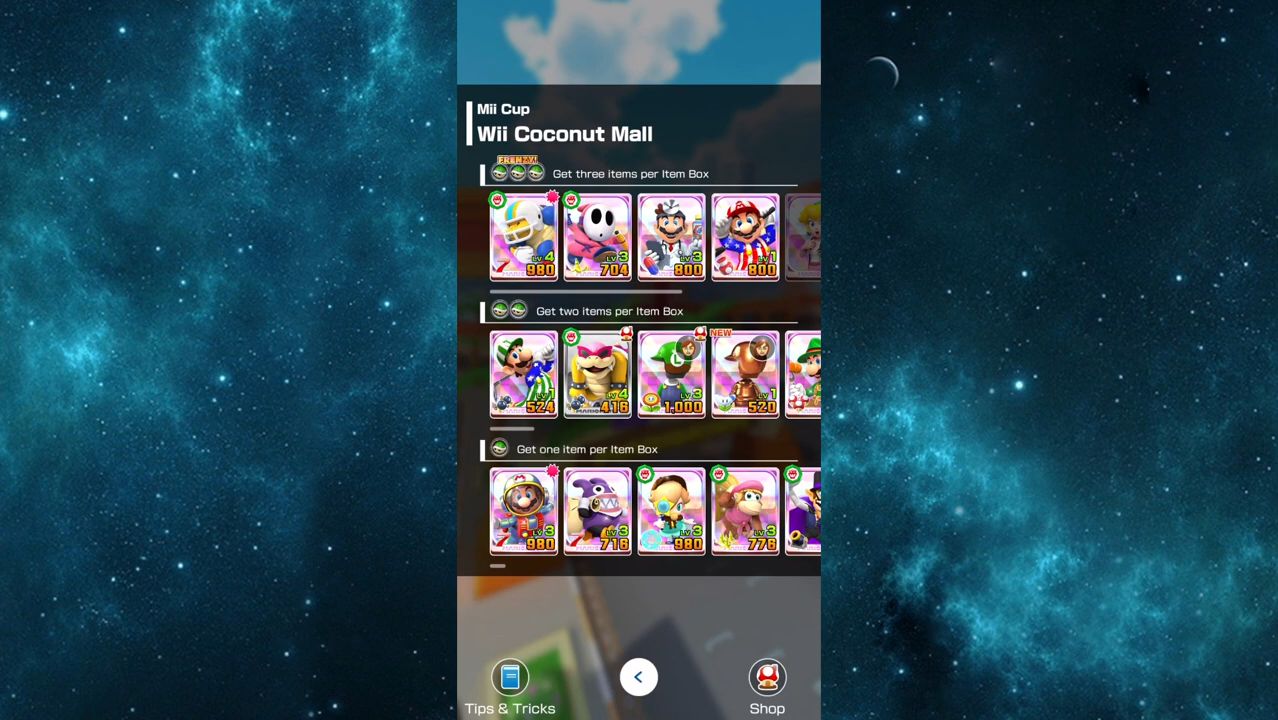 Mii Cup
Wii Coconut Mall
FRENZY!
Get three items per Item Box
LV 4
980
LV 3
704
LV 3
800
LV 1
800
Get two items per Item Box
NEW
LV 1
524
LV 4
416
LV 3
1,000
LV 1
520
Get one item per Item Box
LV 3
980
LV 3
716
LV 3
980
LV 3
776
Tips & Tricks
Shop